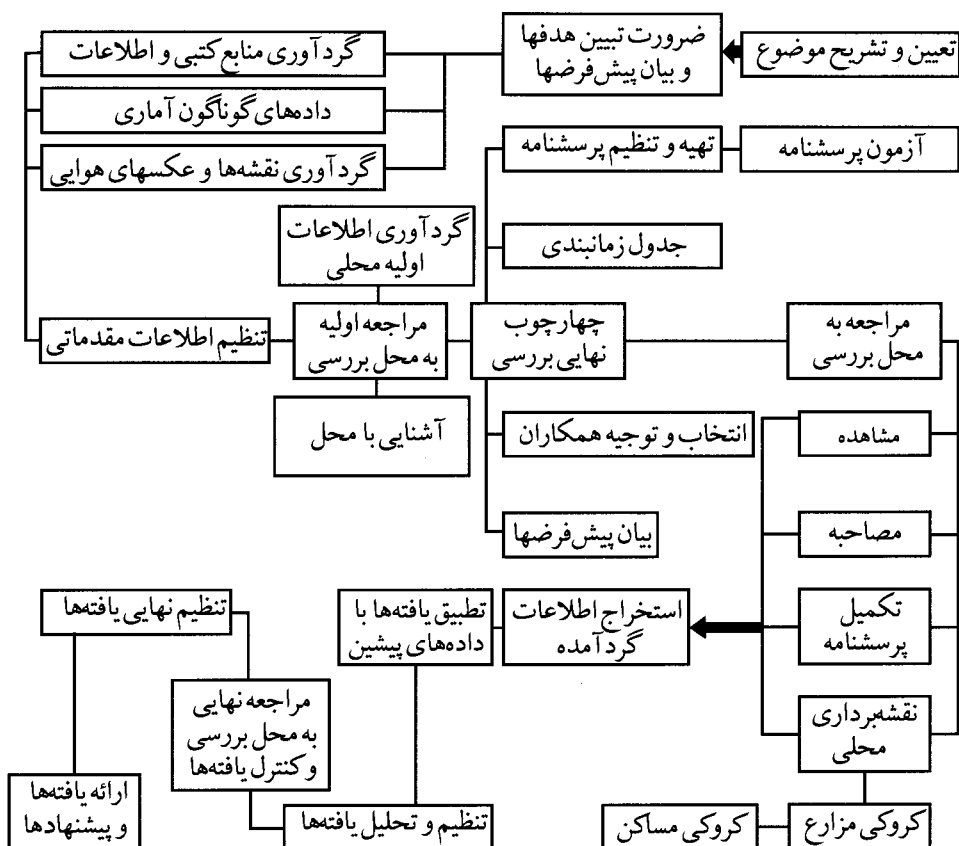 تعیین و تشریح موضوع
ضرورت تبیین هدفها
و بیان پیش‌فرضها
گردآوری منابع کتبی و اطلاعات
داده‌های گوناگون آماری
گردآوری نقشه‌ها و عکسهای هوایی
آزمون پرسشنامه
تهیه و تنظیم پرسشنامه
جدول زمانبندی
گردآوری اطلاعات
اولیه محلی
مراجعه به
محل بررسی
چهارچوب
نهایی بررسی
مراجعه اولیه
به محل بررسی
تنظیم اطلاعات مقدماتی
آشنایی با محل
انتخاب و توجیه همکاران
بیان پیش‌فرضها
مشاهده
مصاحبه
تکمیل
پرسشنامه
نقشه‌برداری
محلی
کروکی مزارع
کروکی مساکن
استخراج اطلاعات
گردآمده
تطبیق یافته‌ها با
داده‌های پیشین
تنظیم و تحلیل یافته‌ها
مراجعه نهایی
به محل بررسی
و کنترل یافته‌ها
تنظیم نهایی یافته‌ها
ارائه یافته‌ها
و پیشنهادها